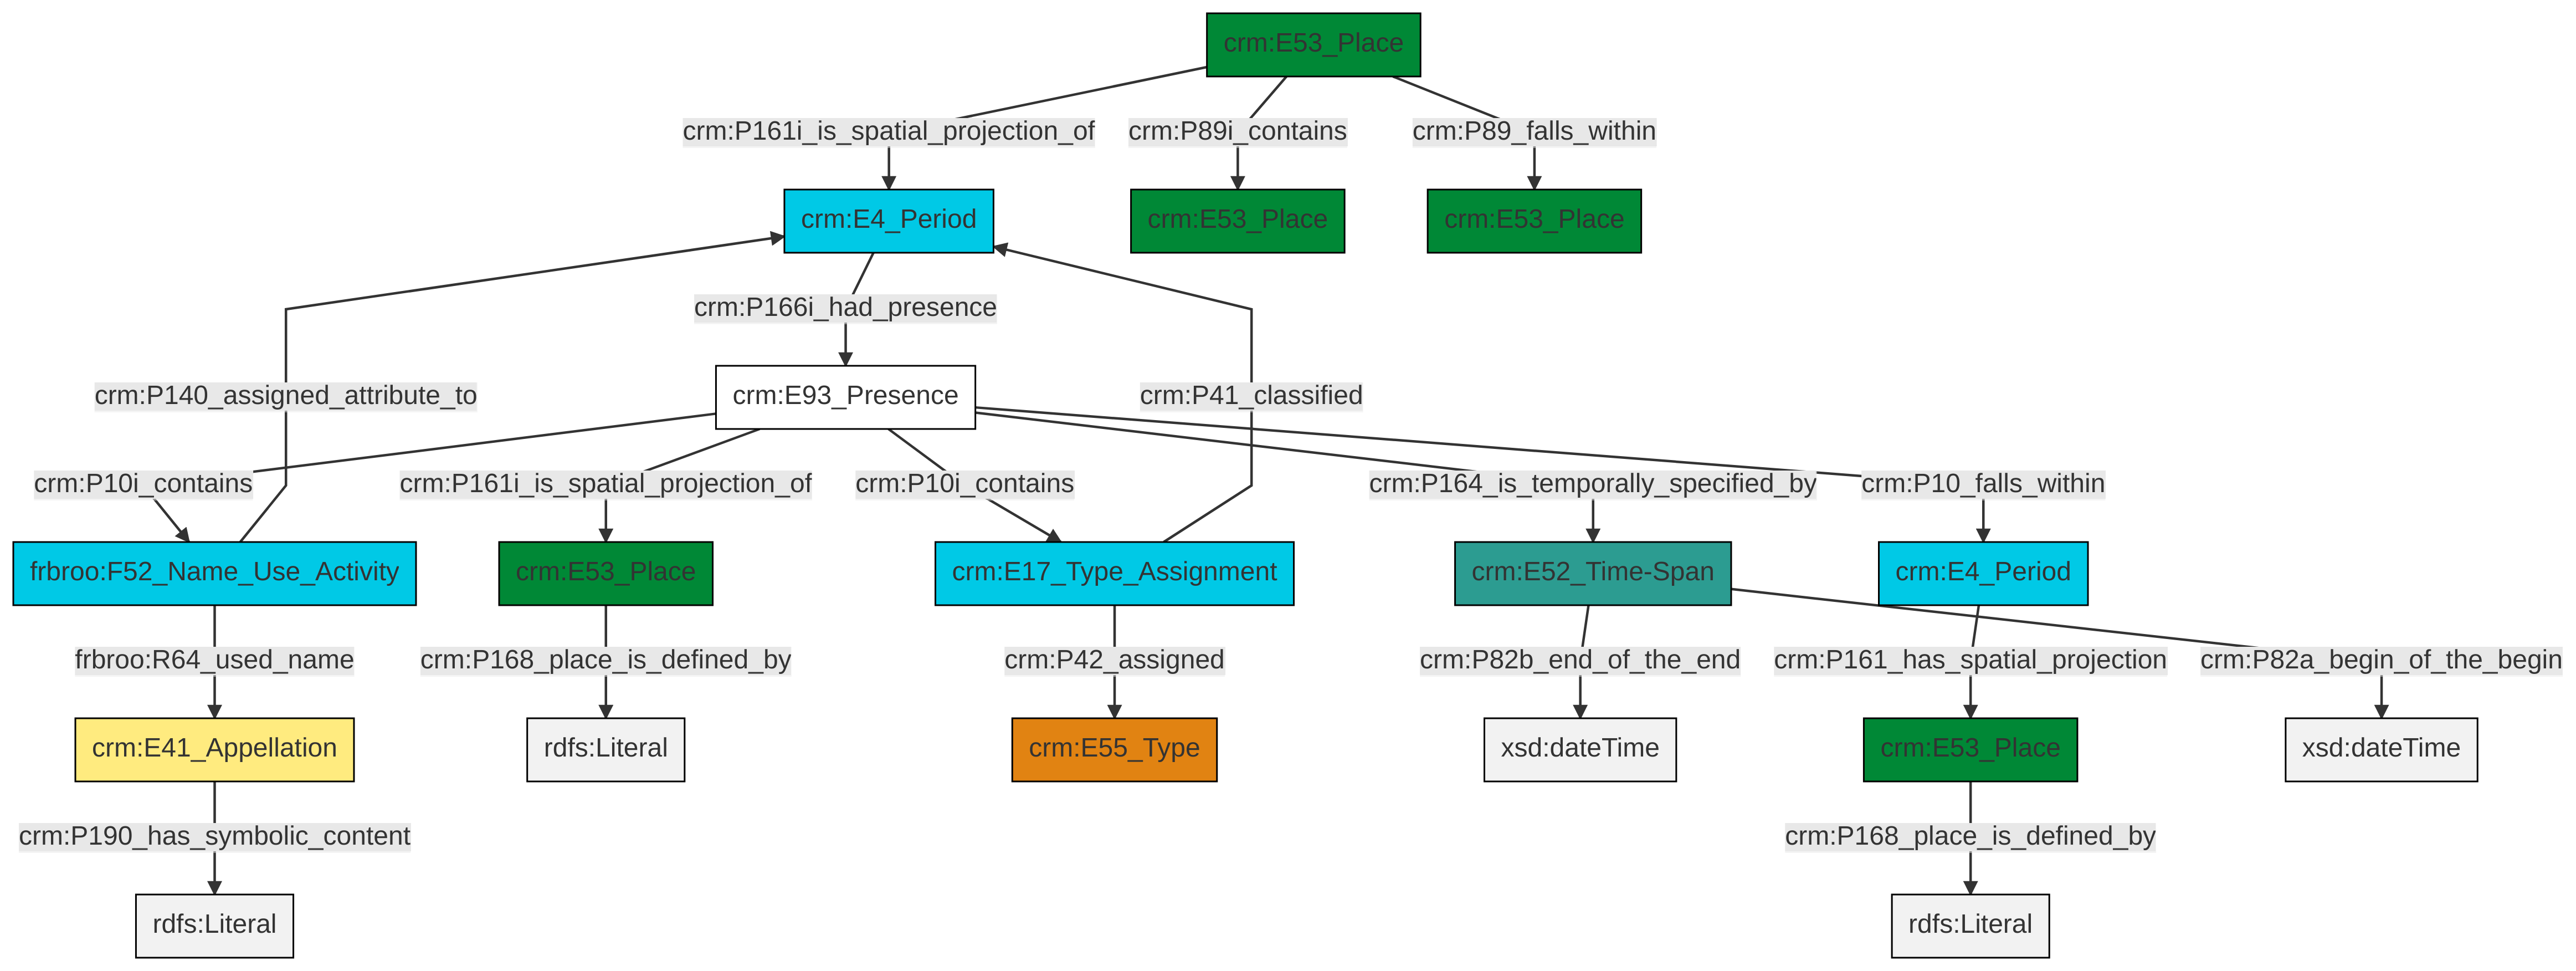 crm:E53_Place
crm:P161i_is_spatial_projection_of
crm:P89i_contains
crm:P89_falls_within
crm:E4_Period
crm:E53_Place
crm:E53_Place
crm:P166i_had_presence
crm:P140_assigned_attribute_to
crm:E93_Presence
crm:P41_classified
crm:P10i_contains
crm:P161i_is_spatial_projection_of
crm:P10i_contains
crm:P164_is_temporally_specified_by
crm:P10_falls_within
frbroo:F52_Name_Use_Activity
crm:E53_Place
crm:E17_Type_Assignment
crm:E52_Time-Span
crm:E4_Period
frbroo:R64_used_name
crm:P168_place_is_defined_by
crm:P42_assigned
crm:P82b_end_of_the_end
crm:P161_has_spatial_projection
crm:P82a_begin_of_the_begin
crm:E41_Appellation
rdfs:Literal
crm:E55_Type
xsd:dateTime
crm:E53_Place
xsd:dateTime
crm:P190_has_symbolic_content
crm:P168_place_is_defined_by
rdfs:Literal
rdfs:Literal